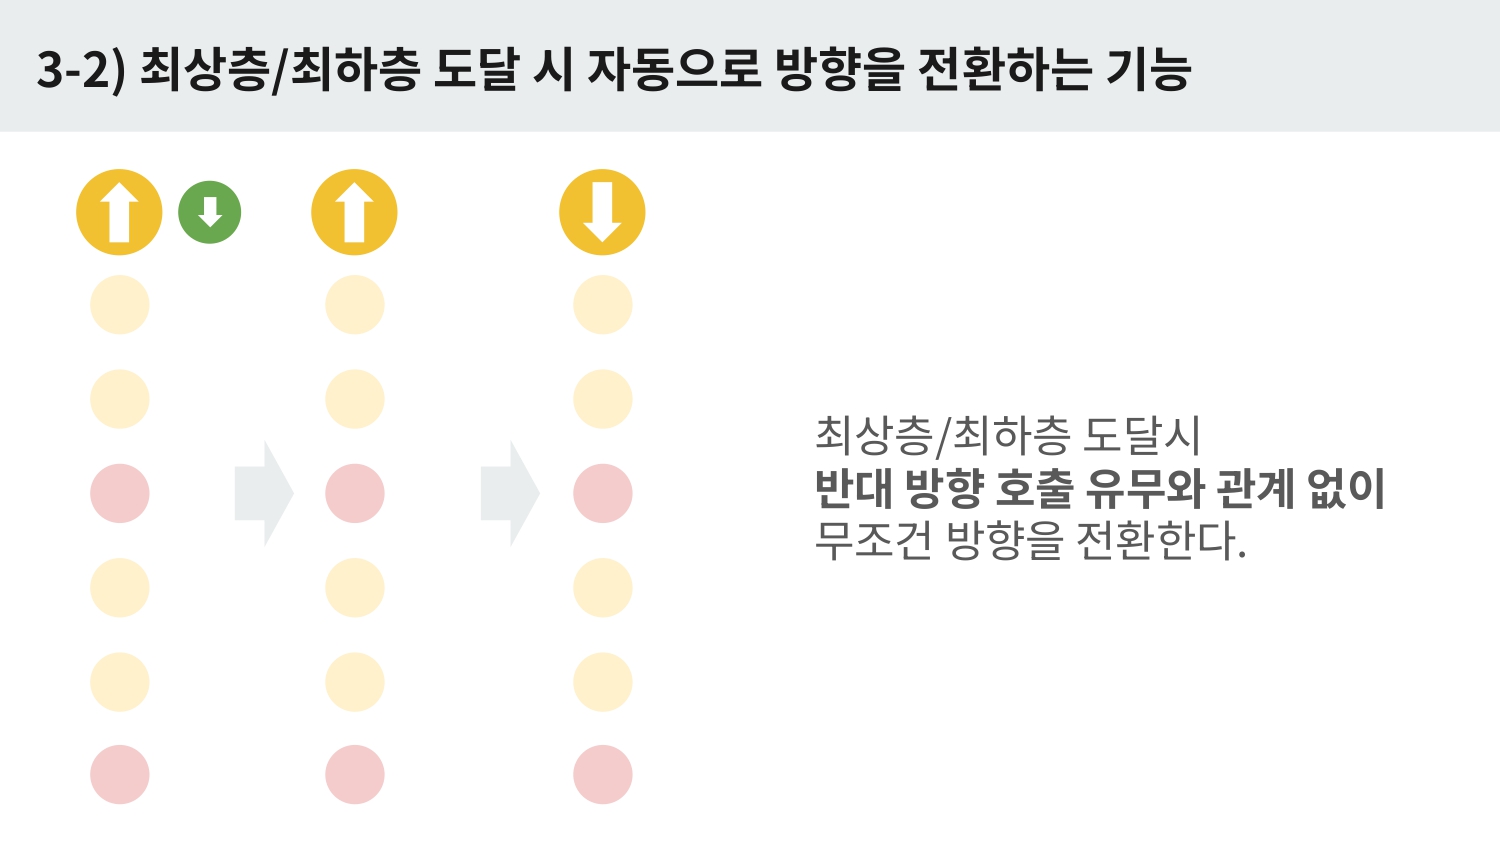 3-2) 최상층/최하층 도달 시 자동으로 방향을 전환하는 기능
최상층/최하층 도달시
반대 방향 호출 유무와 관계 없이
무조건 방향을 전환한다.